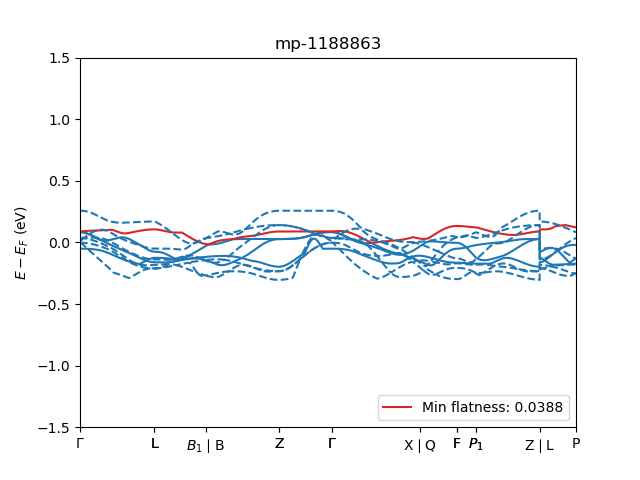 mp-1188863
E − E_F (eV)
1.5
1.0
0.5
0.0
−0.5
−1.0
−1.5
Min flatness: 0.0388
Γ L B₁ | B Z Γ X | Q F P₁ Z | L P